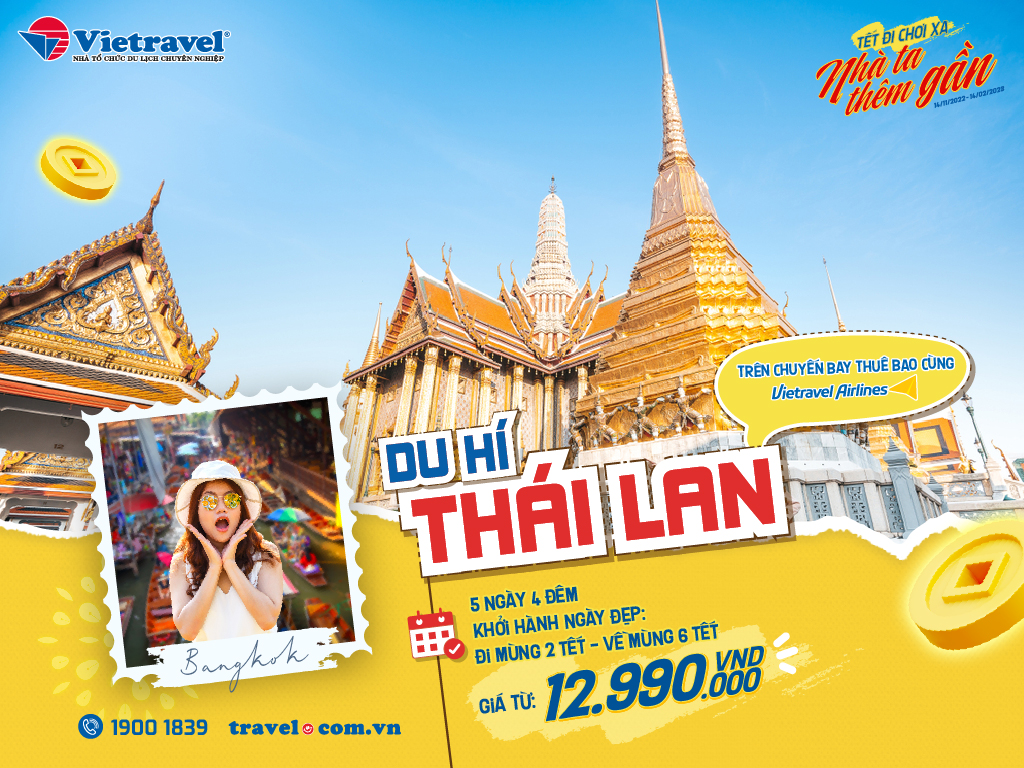 Vietravel®
NHÀ TỔ CHỨC DU LỊCH CHUYÊN NGHIỆP
TẾT ĐI CHƠI XA
Nhà ta
thêm gần
14/11/2022 - 14/02/2023
TRÊN CHUYẾN BAY THUÊ BAO CÙNG
Vietravel Airlines
DU HÍ
THÁI LAN
5 NGÀY 4 ĐÊM
KHỞI HÀNH NGÀY ĐẸP:
ĐI MÙNG 2 TẾT - VỀ MÙNG 6 TẾT
GIÁ TỪ: 12.990.000 VND
Bangkok
1900 1839 travel.com.vn